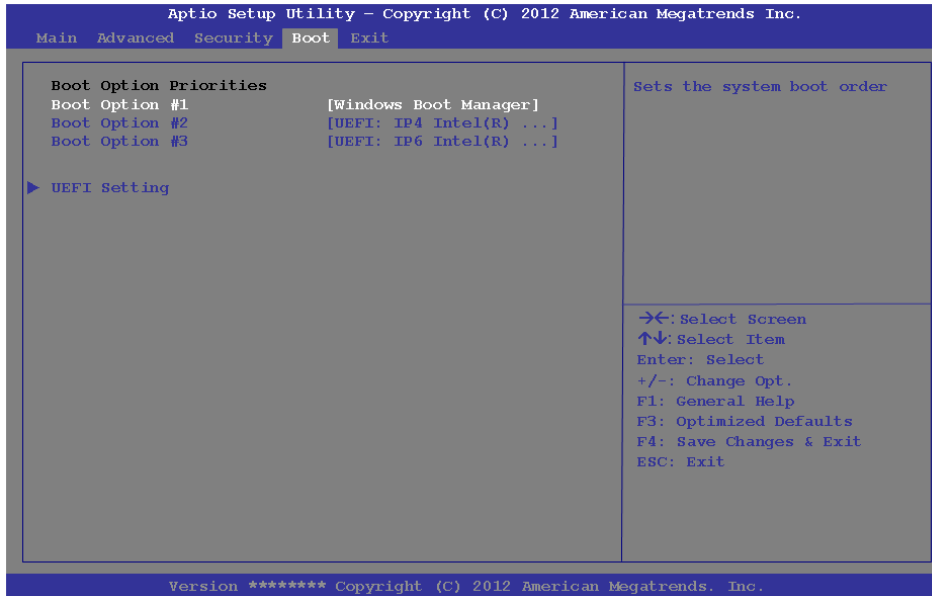 Aptio Setup Utility – Copyright (C) 2012 American Megatrends Inc.
Main Advanced Security Boot Exit
Boot Option Priorities
Boot Option #1 [Windows Boot Manager]
Boot Option #2 [UEFI: IP4 Intel(R) ...]
Boot Option #3 [UEFI: IP6 Intel(R) ...]
▶ UEFI Setting
Sets the system boot order
→←: Select Screen
↑↓: Select Item
Enter: Select
+/-: Change Opt.
F1: General Help
F3: Optimized Defaults
F4: Save Changes & Exit
ESC: Exit
Version ******** Copyright (C) 2012 American Megatrends. Inc.